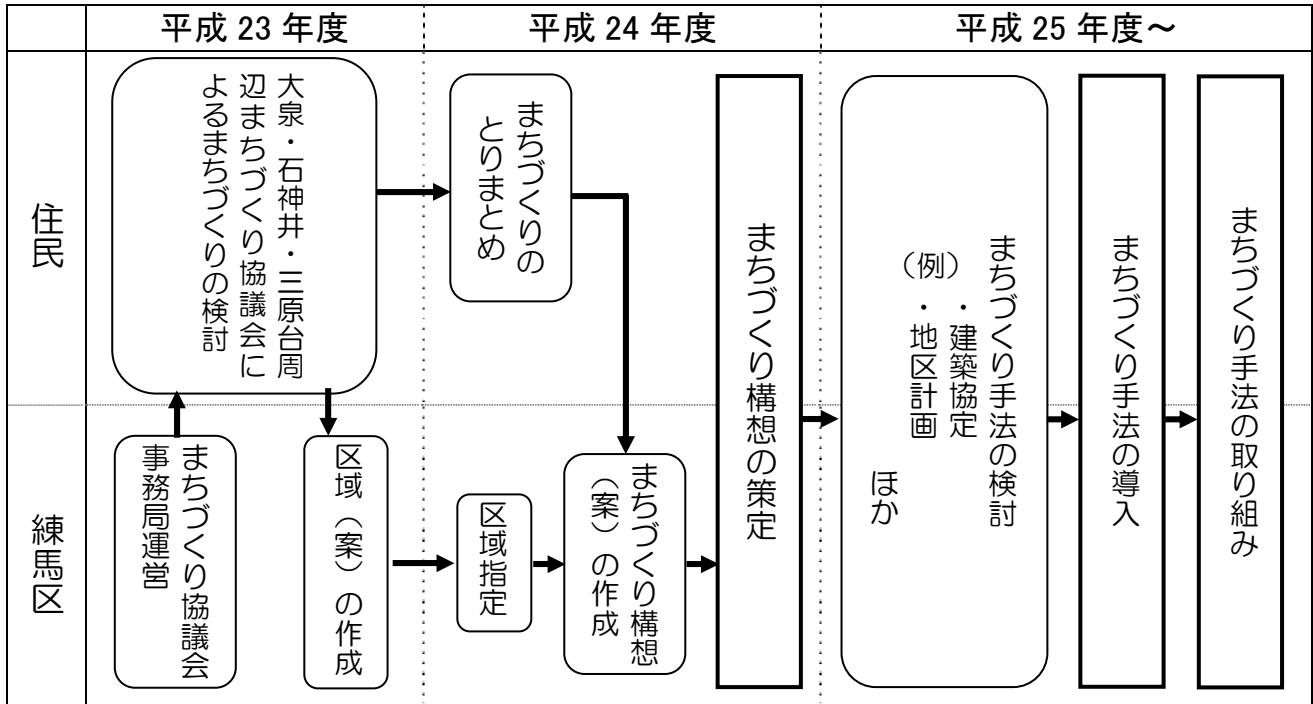 平成 23 年度
平成 24 年度
平成 25 年度～
住民
大泉・石神井・三原台周
辺まちづくり協議会に
よるまちづくりの検討
まちづくりの
とりまとめ
まちづくり構想の策定
まちづくり手法の検討
（例）・建築協定
・地区計画
ほか
まちづくり手法の導入
まちづくり手法の取り組み
練馬区
まちづくり協議会
事務局運営
区域（案）の作成
区域指定
まちづくり構想
（案）の作成